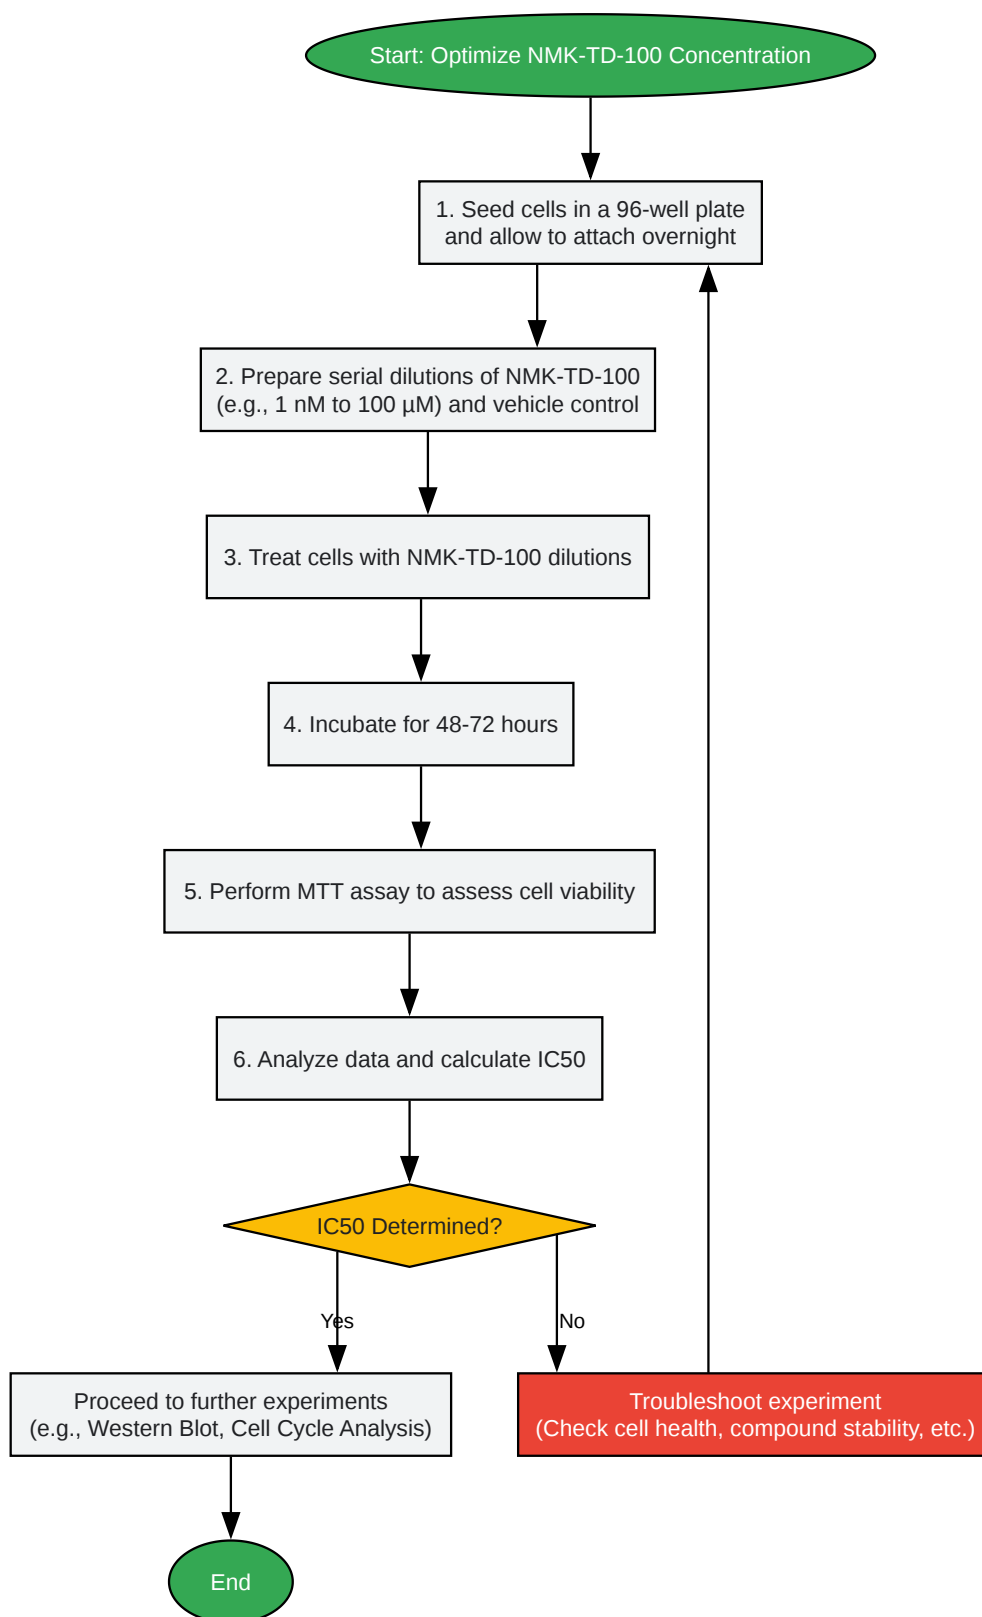 Start: Optimize NMK-TD-100 Concentration
1. Seed cells in a 96-well plate
and allow to attach overnight
2. Prepare serial dilutions of NMK-TD-100
(e.g., 1 nM to 100 µM) and vehicle control
3. Treat cells with NMK-TD-100 dilutions
4. Incubate for 48-72 hours
5. Perform MTT assay to assess cell viability
6. Analyze data and calculate IC50
IC50 Determined?
Yes
No
Proceed to further experiments
(e.g., Western Blot, Cell Cycle Analysis)
Troubleshoot experiment
(Check cell health, compound stability, etc.)
End